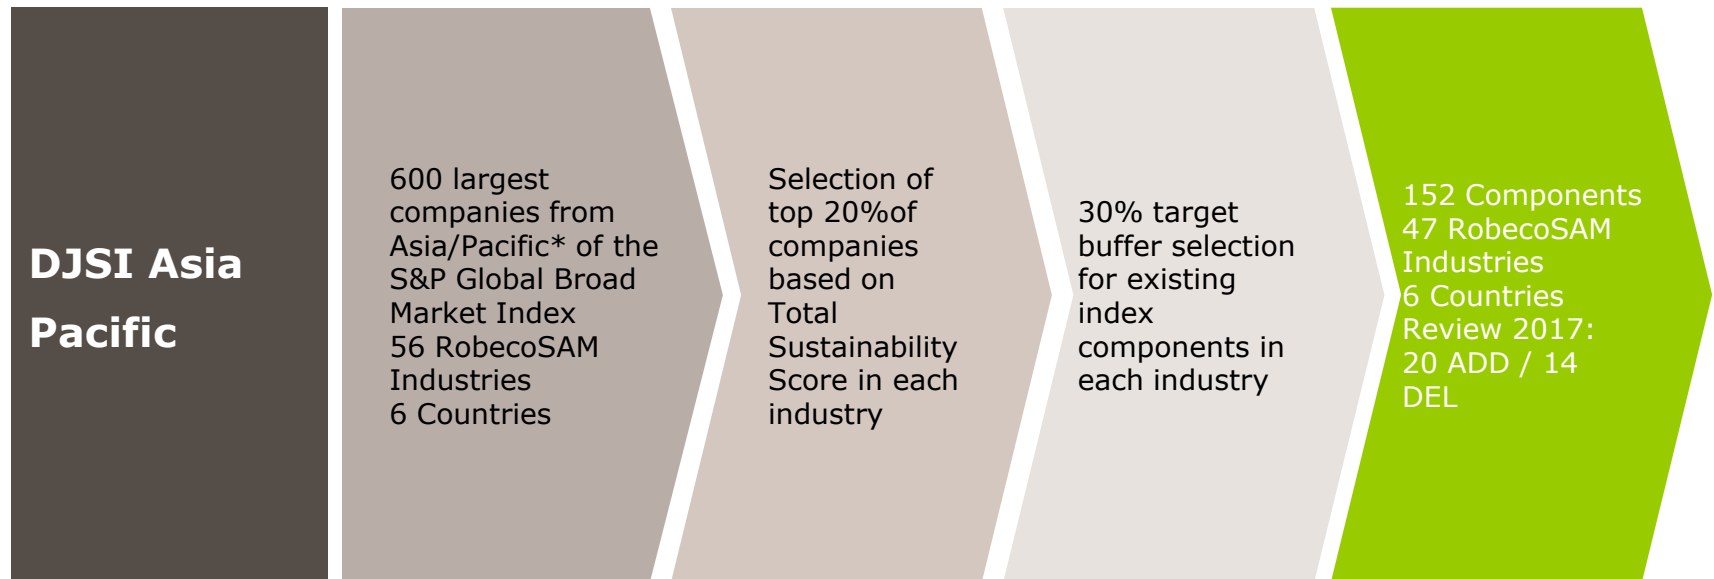 DJSI Asia
Pacific
600 largest
companies from
Asia/Pacific* of the
S&P Global Broad
Market Index
56 RobecoSAM
Industries
6 Countries
Selection of
top 20%of
companies
based on
Total
Sustainability
Score in each
industry
30% target
buffer selection
for existing
index
components in
each industry
152 Components
47 RobecoSAM
Industries
6 Countries
Review 2017:
20 ADD / 14
DEL